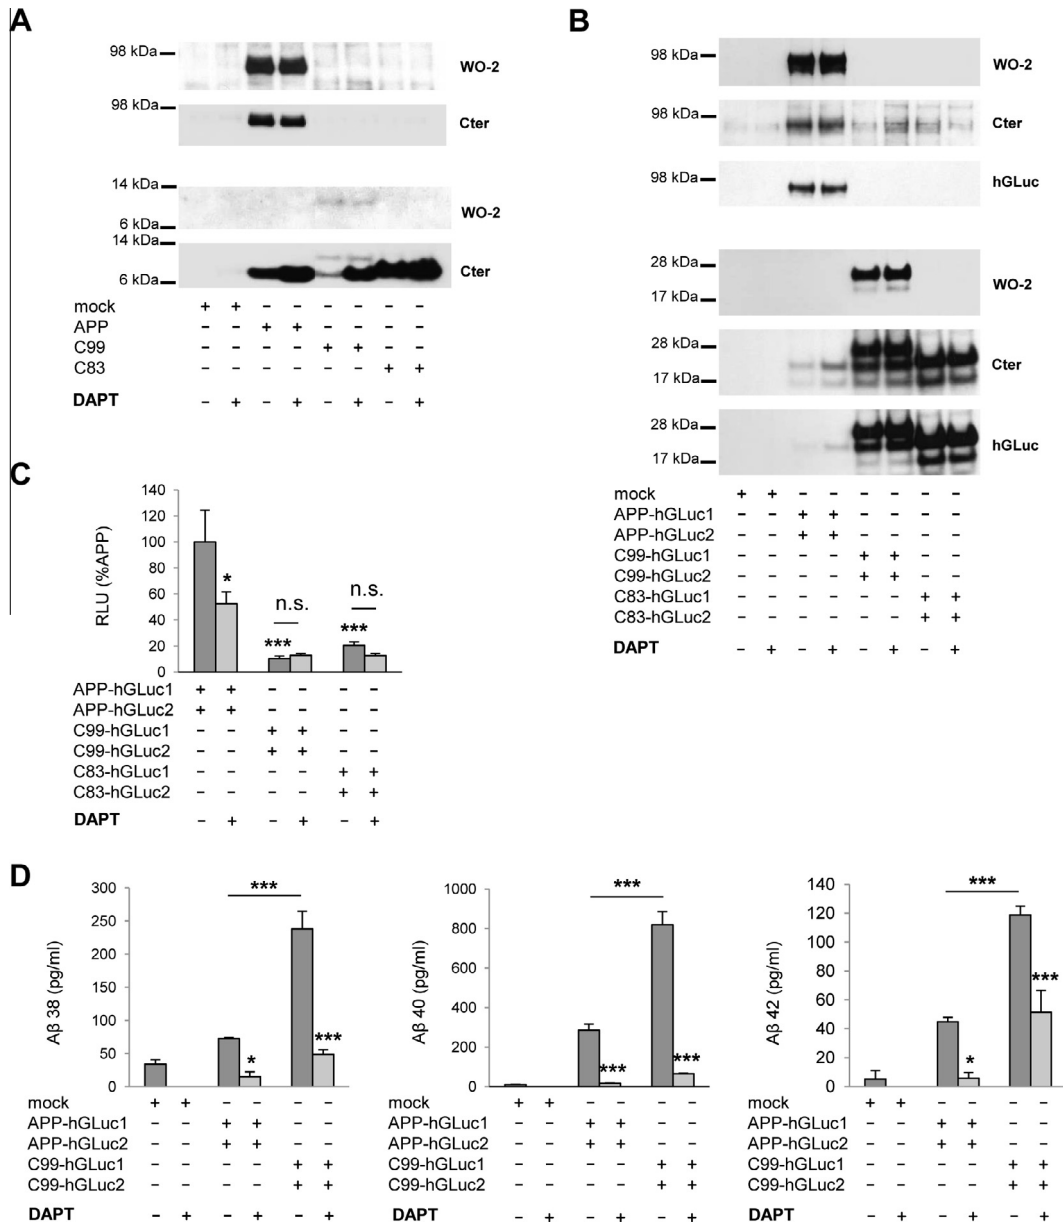 A
98 kDa
WO-2
98 kDa
Cter
14 kDa
WO-2
6 kDa
14 kDa
Cter
6 kDa
mock + + – – – – – –
APP – – + + – – – –
C99 – – – – + + – –
C83 – – – – – – + +
DAPT – + – + – + – +
B
98 kDa
WO-2
98 kDa
Cter
98 kDa
hGLuc
28 kDa
WO-2
17 kDa
28 kDa
Cter
17 kDa
28 kDa
hGLuc
17 kDa
mock + + – – – – – –
APP-hGLuc1 – – + + – – – –
APP-hGLuc2 – – + + – – – –
C99-hGLuc1 – – – – + + – –
C99-hGLuc2 – – – – + + – –
C83-hGLuc1 – – – – – – + +
C83-hGLuc2 – – – – – – + +
DAPT – + – + – + – +
C
RLU (%APP)
140
120
100
80
60
40
20
0
*
n.s.
***
n.s.
***
APP-hGLuc1 + + – – – –
APP-hGLuc2 + + – – – –
C99-hGLuc1 – – + + – –
C99-hGLuc2 – – + + – –
C83-hGLuc1 – – – – + +
C83-hGLuc2 – – – – + +
DAPT – + – + – +
D
Aβ 38 (pg/ml)
300
250
200
150
100
50
0
***
*
***
mock + + – – – –
APP-hGLuc1 – – + + – –
APP-hGLuc2 – – + + – –
C99-hGLuc1 – – – – + +
C99-hGLuc2 – – – – + +
DAPT – + – + – +
Aβ 40 (pg/ml)
1000
800
600
400
200
0
***
***
***
mock + + – – – –
APP-hGLuc1 – – + + – –
APP-hGLuc2 – – + + – –
C99-hGLuc1 – – – – + +
C99-hGLuc2 – – – – + +
DAPT – + – + – +
Aβ 42 (pg/ml)
140
120
100
80
60
40
20
0
***
*
***
mock + + – – – –
APP-hGLuc1 – – + + – –
APP-hGLuc2 – – + + – –
C99-hGLuc1 – – – – + +
C99-hGLuc2 – – – – + +
DAPT – + – + – +